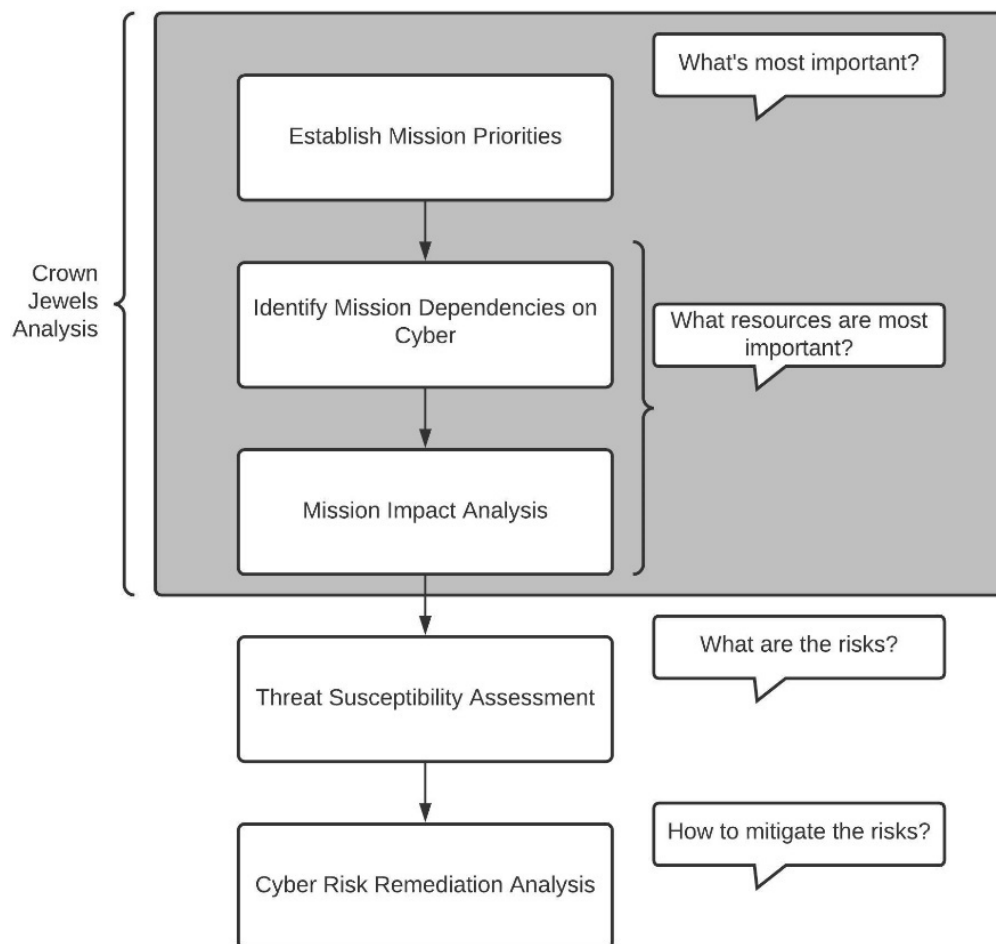 What's most important?
Establish Mission Priorities
Crown
Jewels
Analysis
Identify Mission Dependencies on
Cyber
What resources are most
important?
Mission Impact Analysis
What are the risks?
Threat Susceptibility Assessment
How to mitigate the risks?
Cyber Risk Remediation Analysis